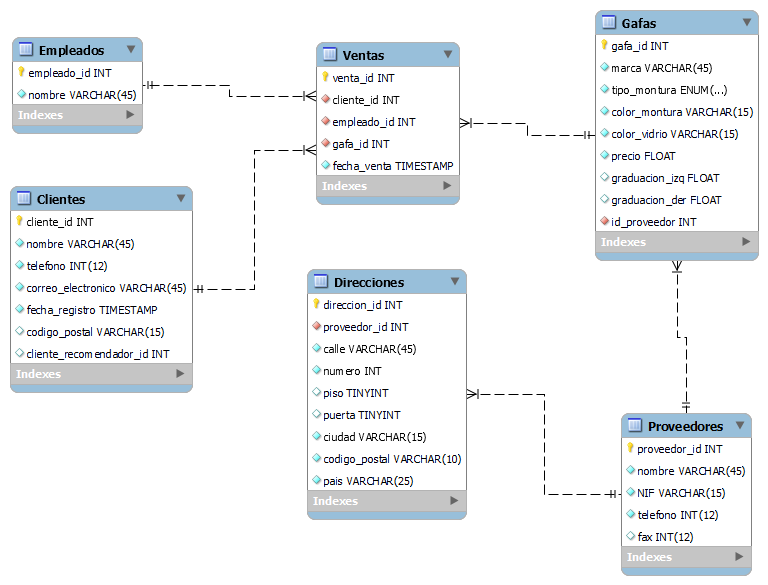 Empleados
empleado_id INT
nombre VARCHAR(45)
Indexes
Ventas
venta_id INT
cliente_id INT
empleado_id INT
gafa_id INT
fecha_venta TIMESTAMP
Indexes
Gafas
gafa_id INT
marca VARCHAR(45)
tipo_montura ENUM(...)
color_montura VARCHAR(15)
color_vidrio VARCHAR(15)
precio FLOAT
graduacion_izq FLOAT
graduacion_der FLOAT
id_proveedor INT
Indexes
Clientes
cliente_id INT
nombre VARCHAR(45)
telefono INT(12)
correo_electronico VARCHAR(45)
fecha_registro TIMESTAMP
codigo_postal VARCHAR(15)
cliente_recomendador_id INT
Indexes
Direcciones
direccion_id INT
proveedor_id INT
calle VARCHAR(45)
numero INT
piso TINYINT
puerta TINYINT
ciudad VARCHAR(15)
codigo_postal VARCHAR(10)
pais VARCHAR(25)
Indexes
Proveedores
proveedor_id INT
nombre VARCHAR(45)
NIF VARCHAR(15)
telefono INT(12)
fax INT(12)
Indexes